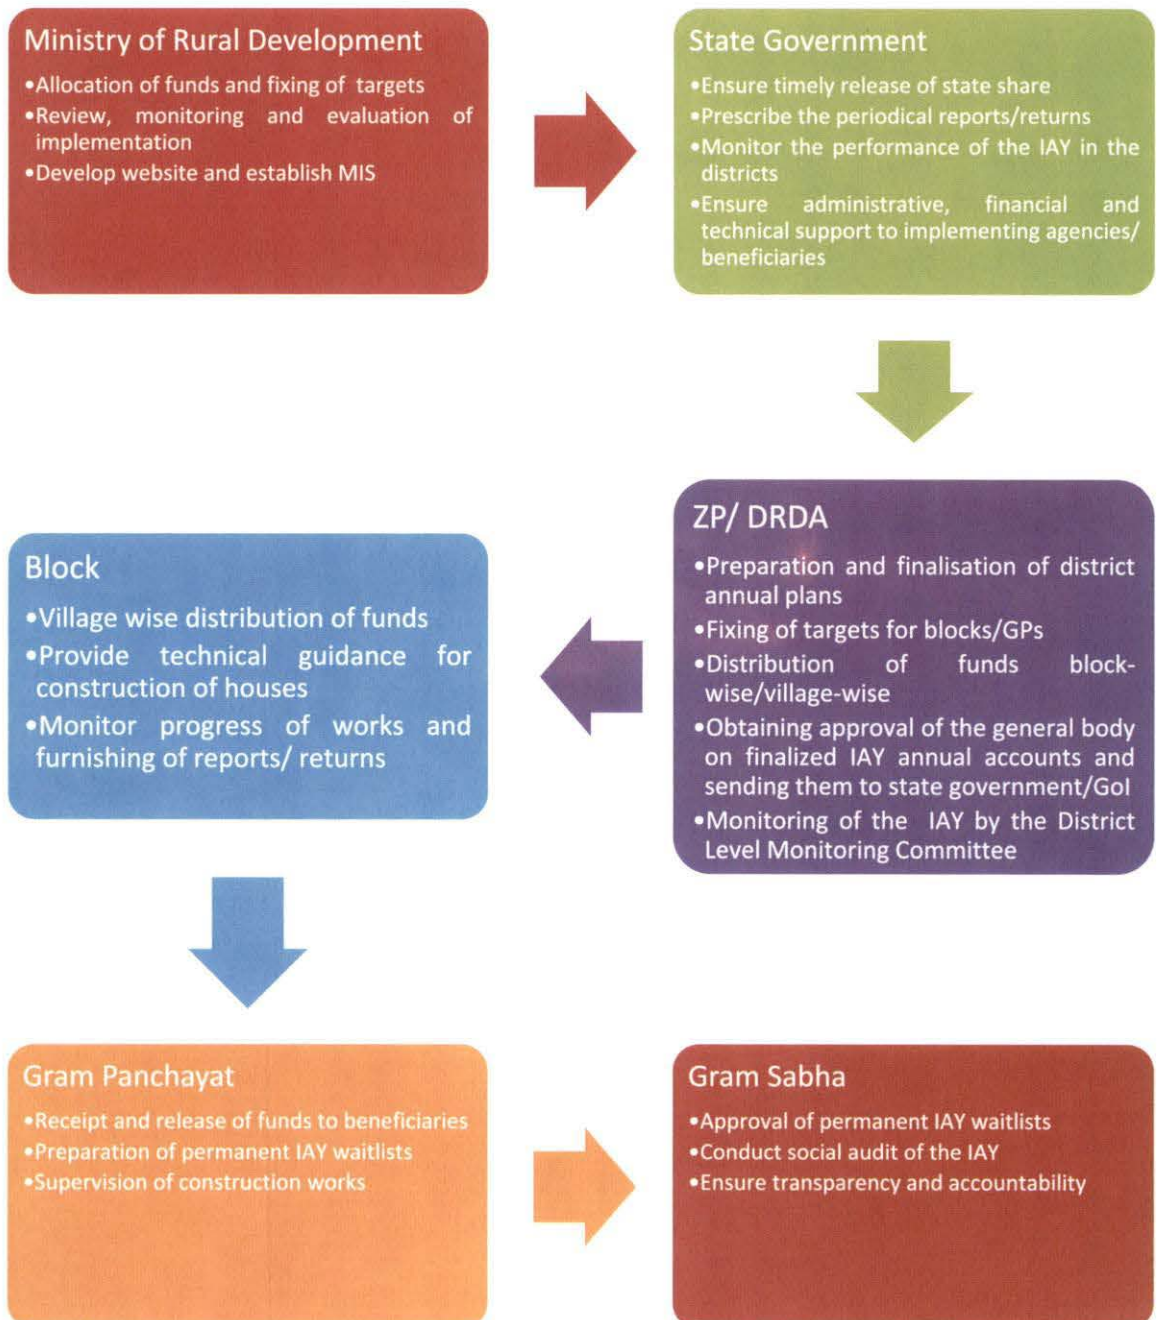 Ministry of Rural Development
•Allocation of funds and fixing of targets
•Review, monitoring and evaluation of
implementation
•Develop website and establish MIS
State Government
•Ensure timely release of state share
•Prescribe the periodical reports/returns
•Monitor the performance of the IAY in the
districts
•Ensure administrative, financial and
technical support to implementing agencies/
beneficiaries
ZP/ DRDA
•Preparation and finalisation of district
annual plans
•Fixing of targets for blocks/GPs
•Distribution of funds block-
wise/village-wise
•Obtaining approval of the general body
on finalized IAY annual accounts and
sending them to state government/GoI
•Monitoring of the IAY by the District
Level Monitoring Committee
Block
•Village wise distribution of funds
•Provide technical guidance for
construction of houses
•Monitor progress of works and
furnishing of reports/ returns
Gram Panchayat
•Receipt and release of funds to beneficiaries
•Preparation of permanent IAY waitlists
•Supervision of construction works
Gram Sabha
•Approval of permanent IAY waitlists
•Conduct social audit of the IAY
•Ensure transparency and accountability